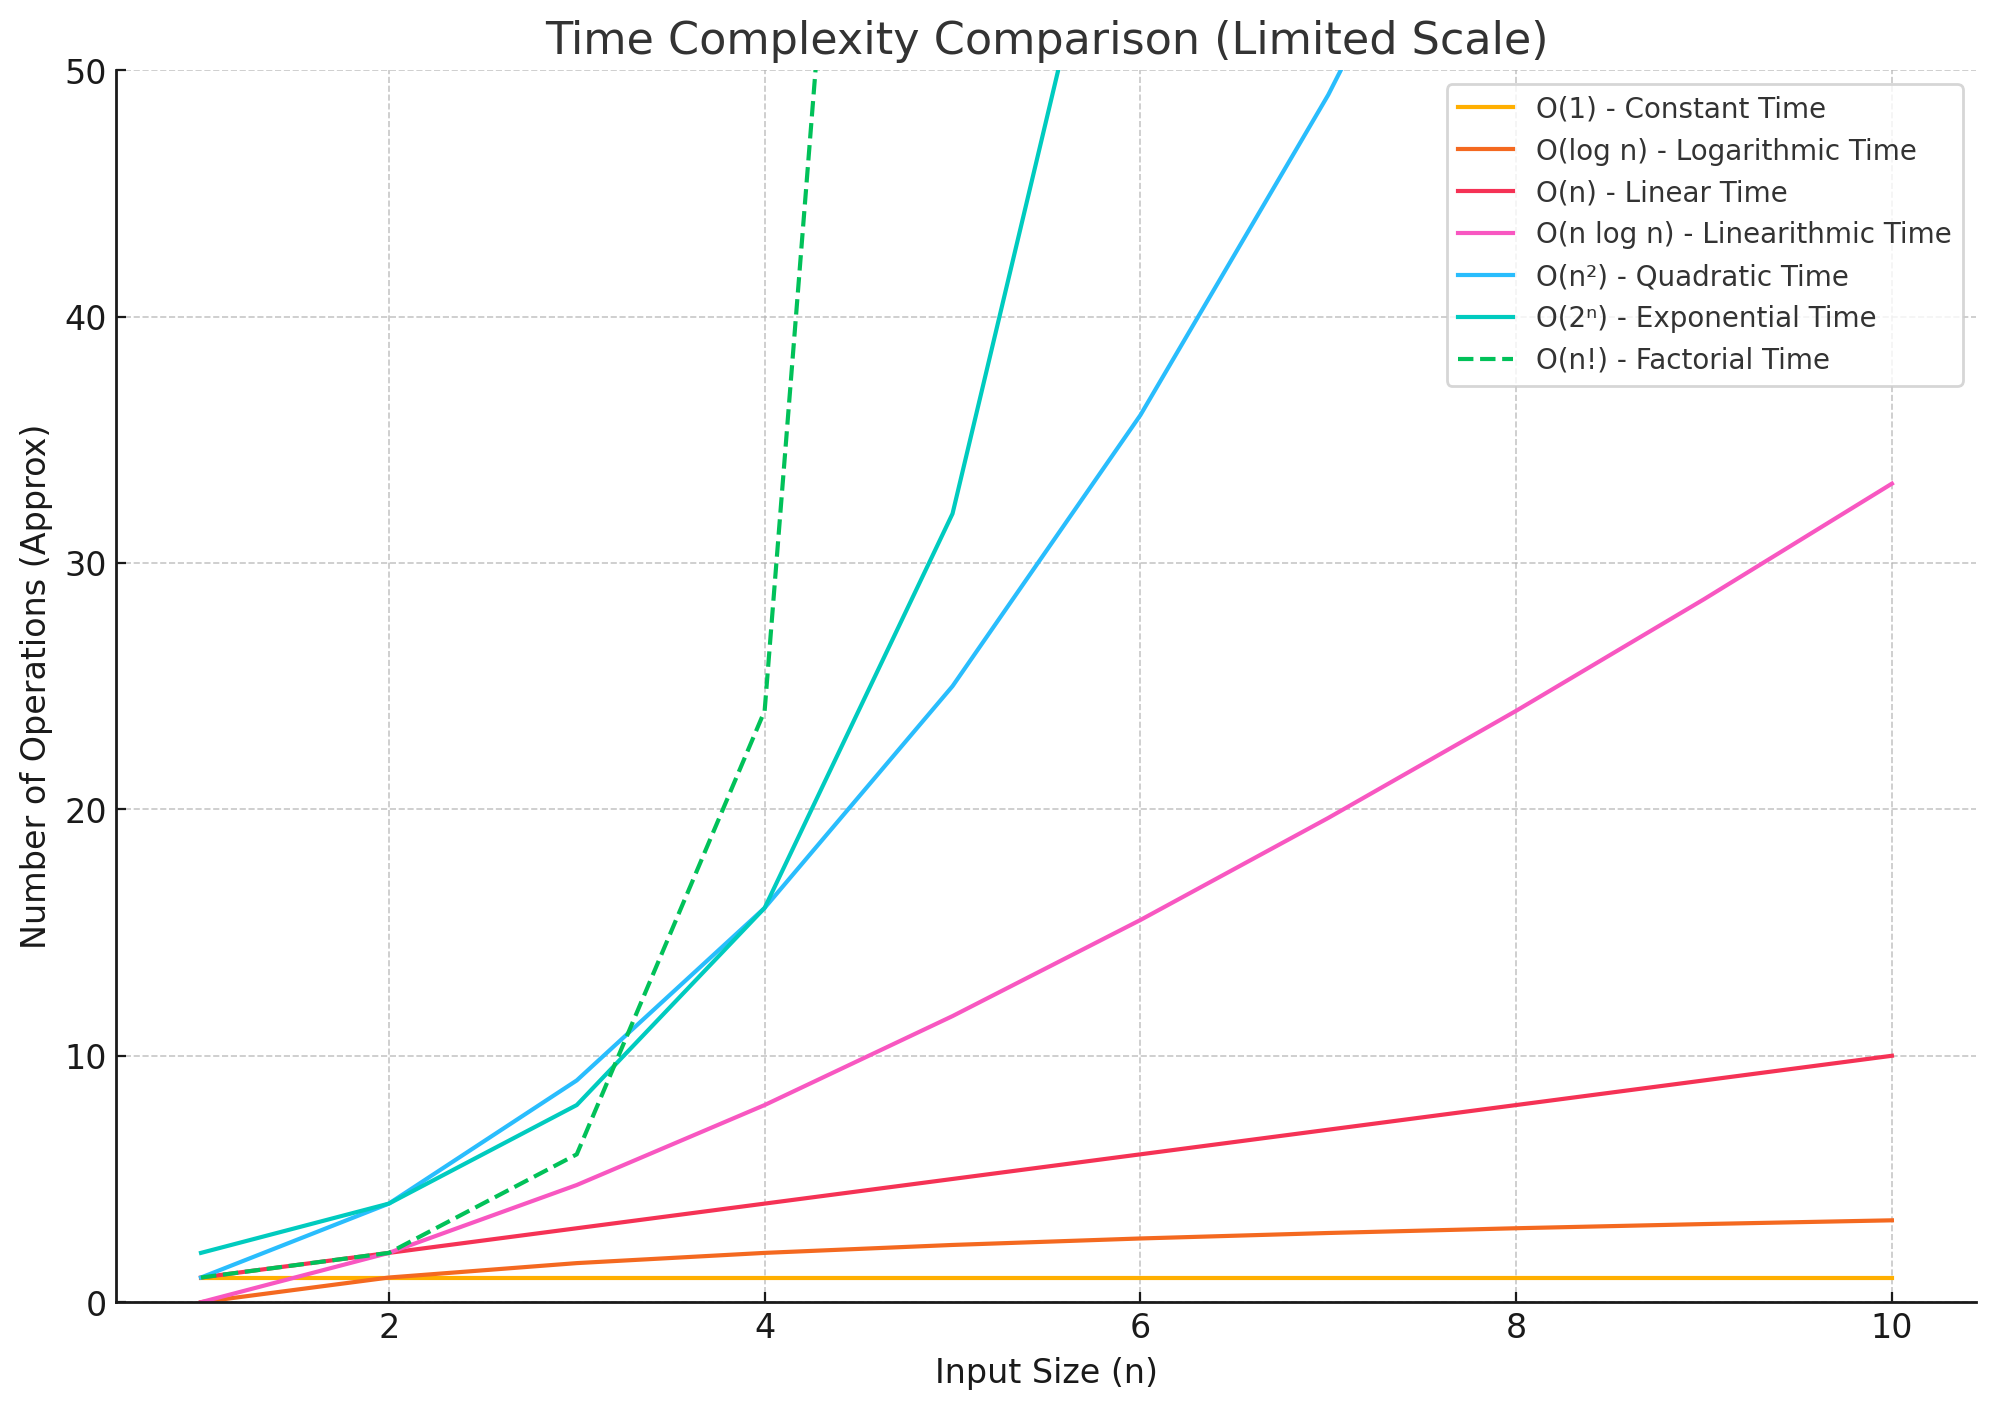 Time Complexity Comparison (Limited Scale)
50
40
30
20
10
0
Number of Operations (Approx)
O(1) - Constant Time
O(log n) - Logarithmic Time
O(n) - Linear Time
O(n log n) - Linearithmic Time
O(n²) - Quadratic Time
O(2ⁿ) - Exponential Time
O(n!) - Factorial Time
2 4 6 8 10
Input Size (n)